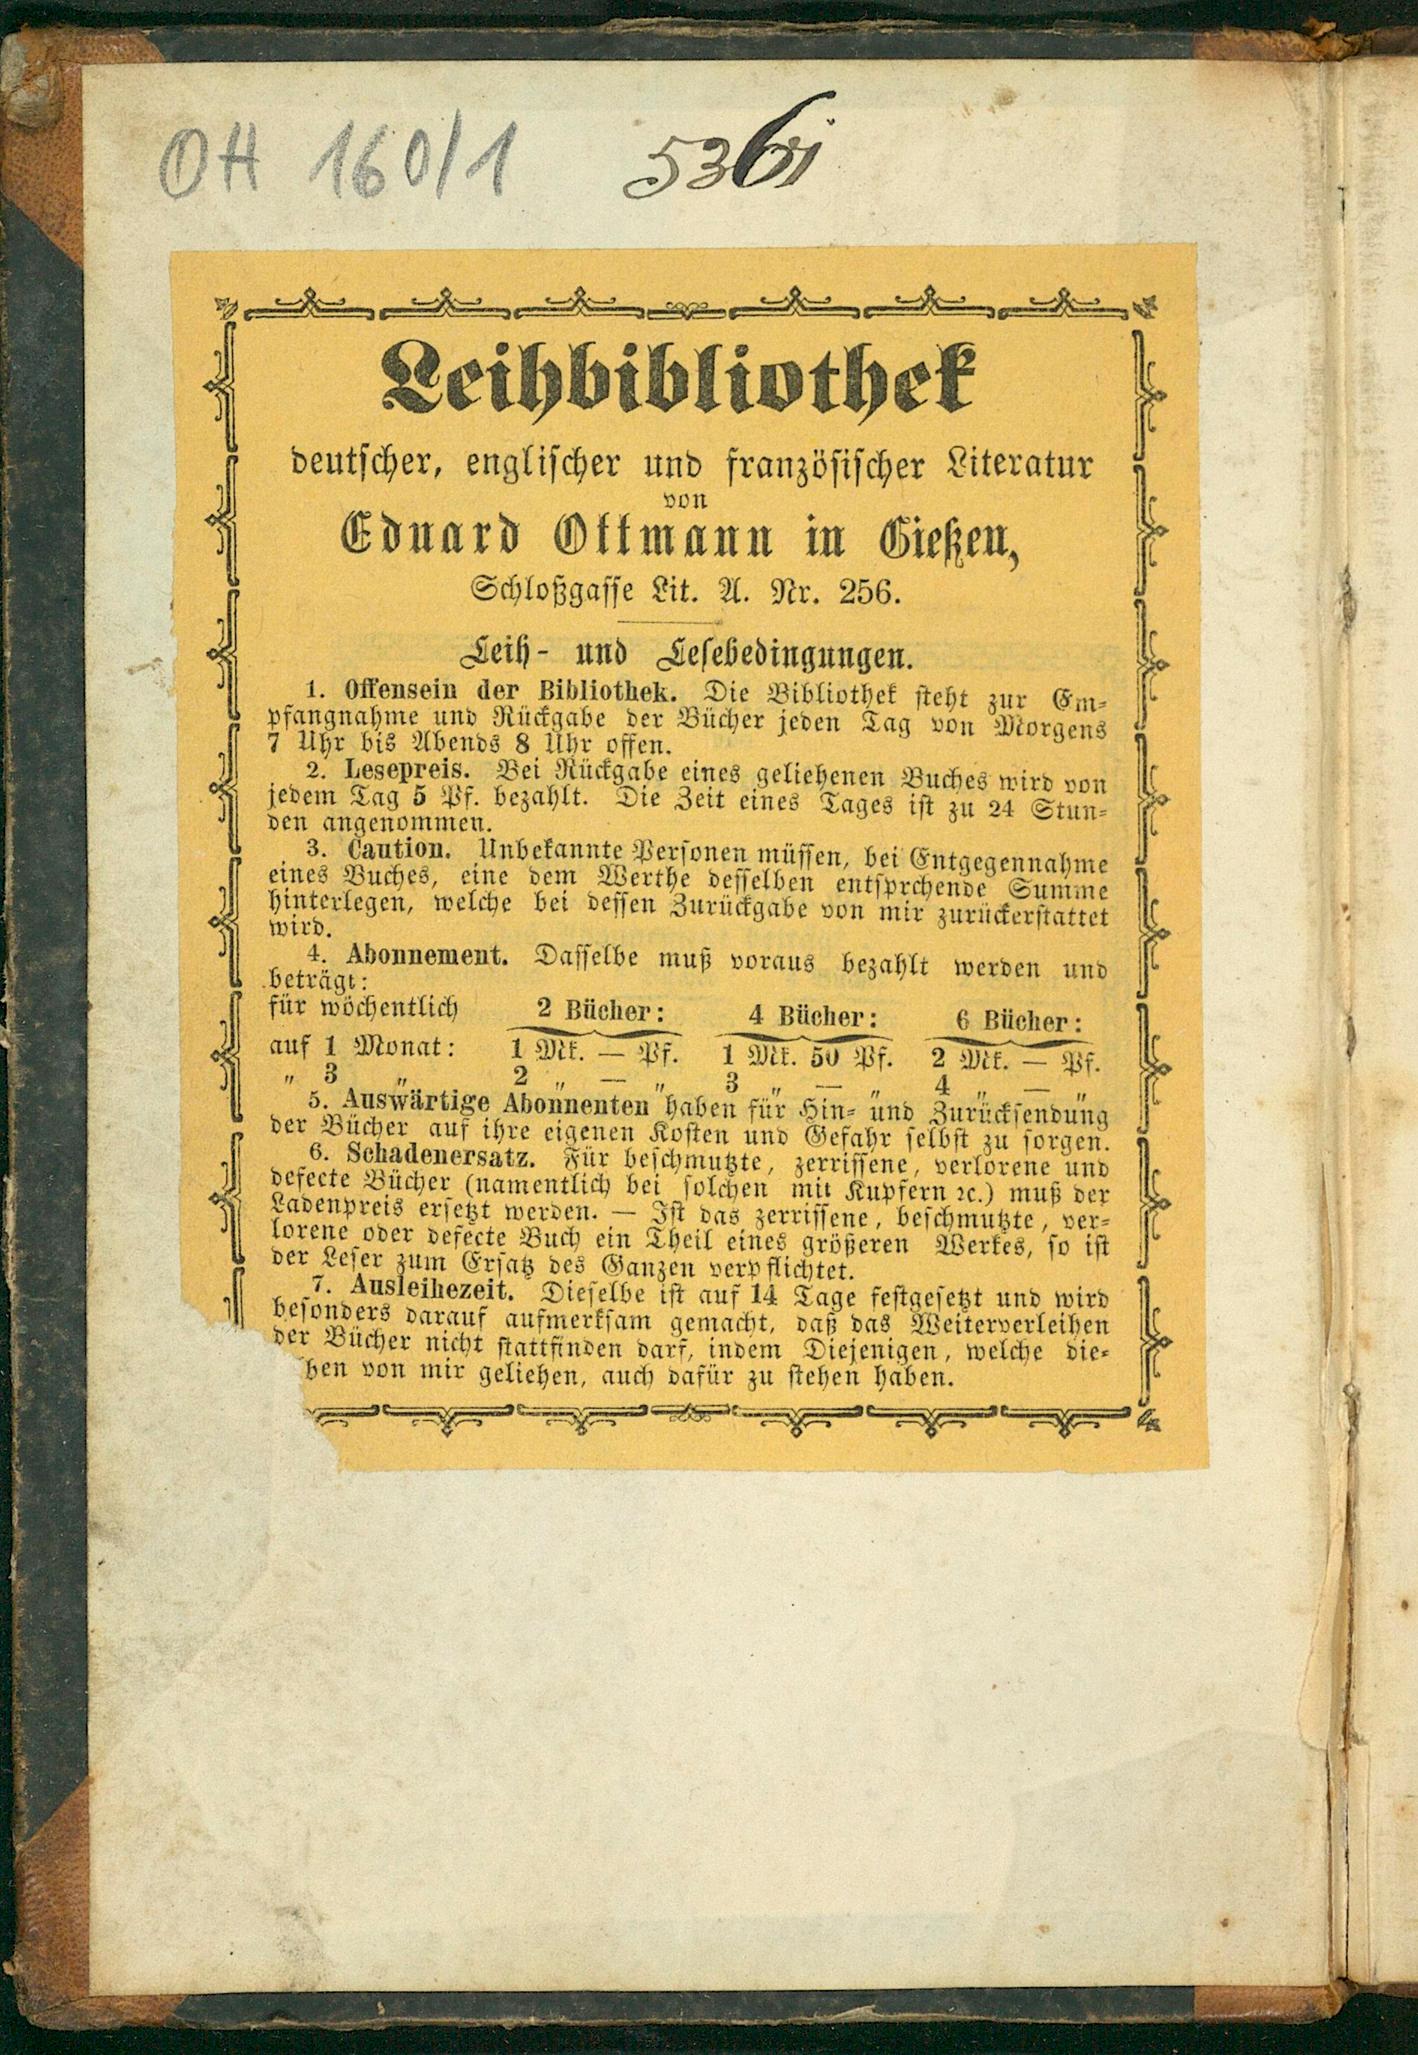 OH 160/1 536i
Leihbibliothek
deutscher, englischer und französischer Literatur
von
Eduard Ottmann in Gießen,
Schloßgasse Lit. A. Nr. 256.
Leih- und Lesebedingungen.
1. Offensein der Bibliothek. Die Bibliothek steht zur Em-
pfangnahme und Rückgabe der Bücher jeden Tag von Morgens
7 Uhr bis Abends 8 Uhr offen.
2. Lesepreis. Bei Rückgabe eines geliehenen Buches wird von
jedem Tag 5 Pf. bezahlt. Die Zeit eines Tages ist zu 24 Stun-
den angenommen.
3. Caution. Unbekannte Personen müssen, bei Entgegennahme
eines Buches, eine dem Werthe desselben entsprchende Summe
hinterlegen, welche bei dessen Zurückgabe von mir zurückerstattet
wird.
4. Abonnement. Dasselbe muß voraus bezahlt werden und
beträgt:
für wöchentlich 2 Bücher: 4 Bücher: 6 Bücher:
auf 1 Monat: 1 Mk. — Pf. 1 Mk. 50 Pf. 2 Mk. — Pf.
„ 3 „ 2 „ — „ 3 „ — „ 4 „ — „
5. Auswärtige Abonnenten haben für Hin- und Zurücksendung
der Bücher auf ihre eigenen Kosten und Gefahr selbst zu sorgen.
6. Schadenersatz. Für beschmutzte, zerrissene, verlorene und
defecte Bücher (namentlich bei solchen mit Kupfern ꝛc.) muß der
Ladenpreis ersetzt werden. — Ist das zerrissene, beschmutzte, ver-
lorene oder defecte Buch ein Theil eines größeren Werkes, so ist
der Leser zum Ersatz des Ganzen verpflichtet.
7. Ausleihezeit. Dieselbe ist auf 14 Tage festgesetzt und wird
besonders darauf aufmerksam gemacht, daß das Weiterverleihen
der Bücher nicht stattfinden darf, indem Diejenigen, welche die-
ben von mir geliehen, auch dafür zu stehen haben.